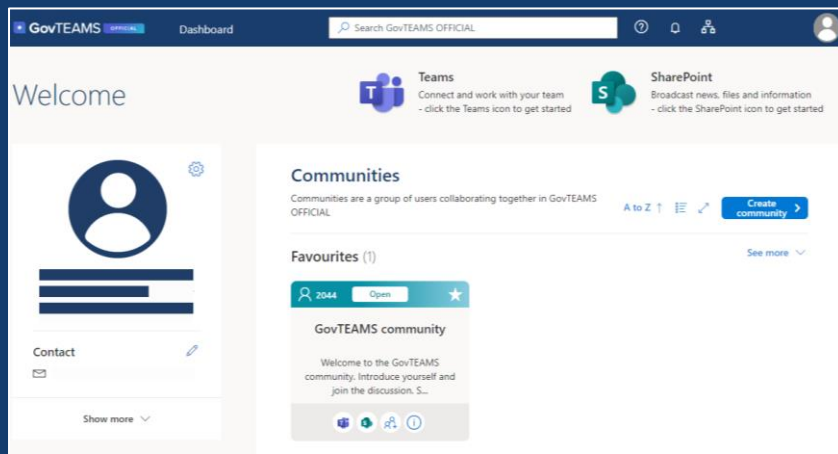 GovTEAMS OFFICIAL Dashboard Search GovTEAMS OFFICIAL
Welcome
Teams
Connect and work with your team
- click the Teams icon to get started
SharePoint
Broadcast news, files and information
- click the SharePoint icon to get started
Communities
Communities are a group of users collaborating together in GovTEAMS
OFFICIAL
A to Z
Create
community
Favourites (1)
See more
2044 Open
GovTEAMS community
Welcome to the GovTEAMS
community. Introduce yourself and
join the discussion. S...
Contact
Show more